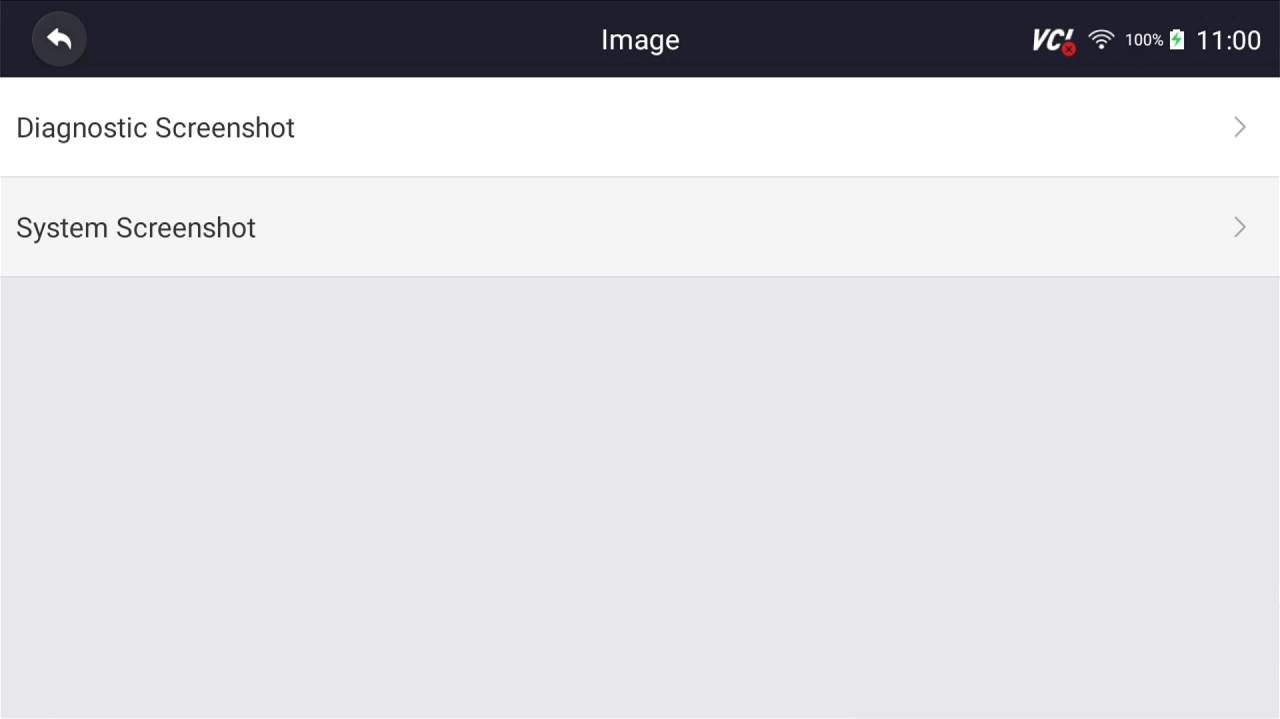 Image
VCI
100%
11:00
Diagnostic Screenshot
System Screenshot